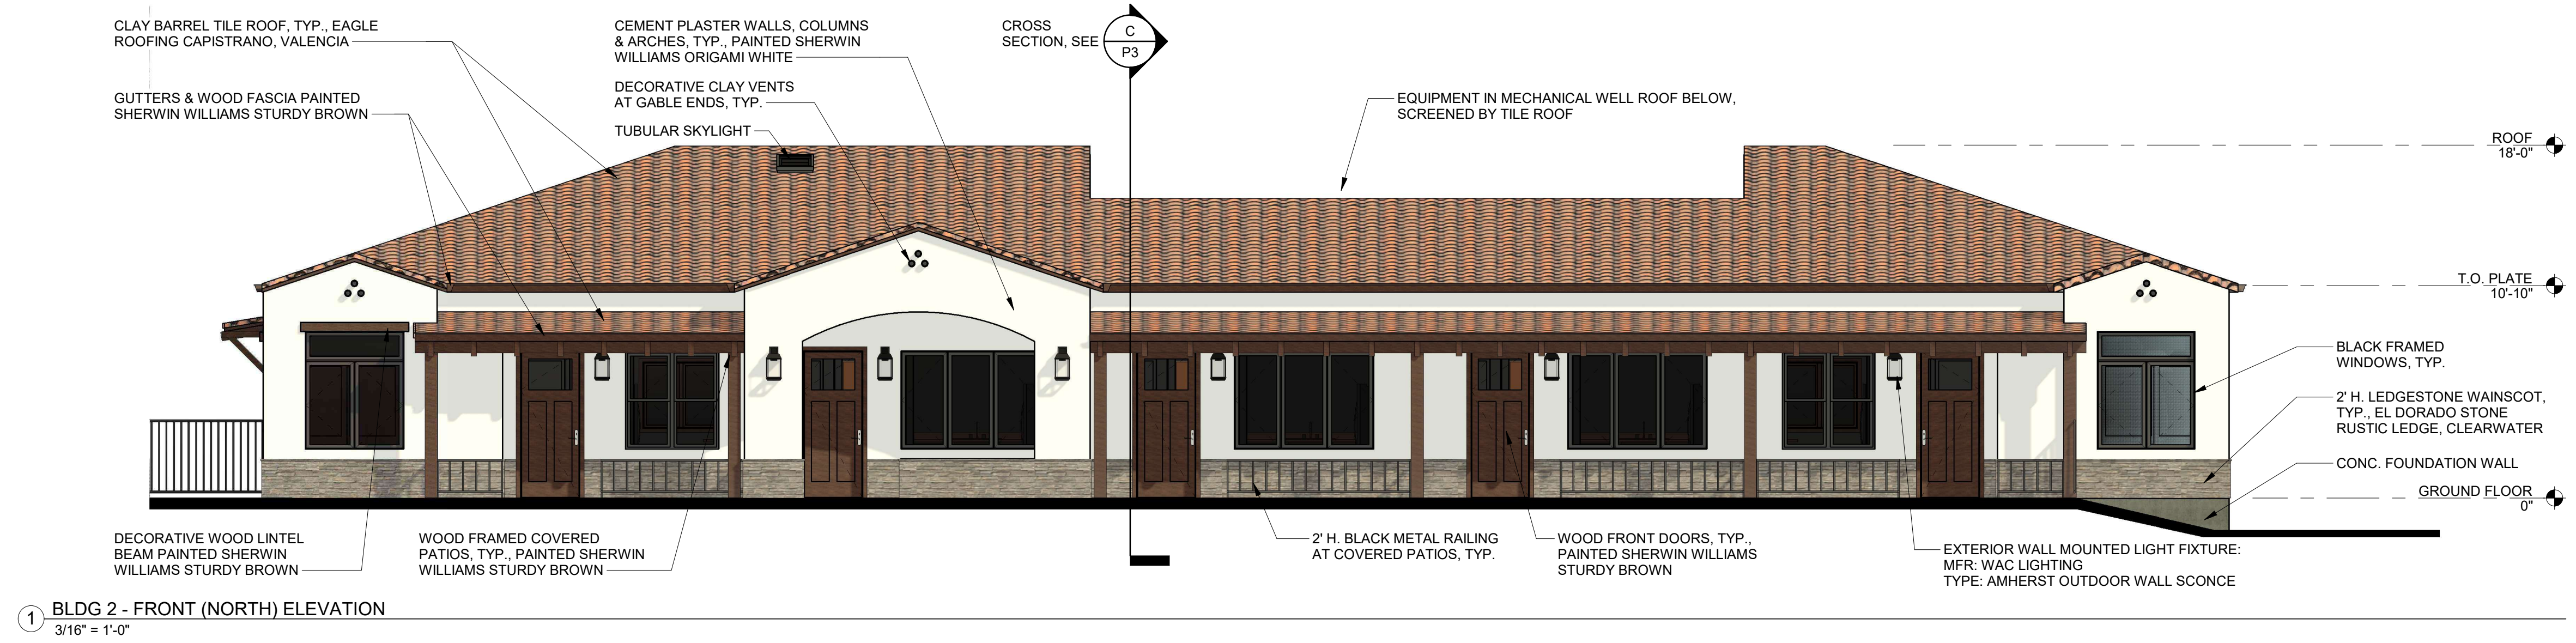 CLAY BARREL TILE ROOF, TYP., EAGLE
ROOFING CAPISTRANO, VALENCIA
GUTTERS & WOOD FASCIA PAINTED
SHERWIN WILLIAMS STURDY BROWN
CEMENT PLASTER WALLS, COLUMNS
& ARCHES, TYP., PAINTED SHERWIN
WILLIAMS ORIGAMI WHITE
DECORATIVE CLAY VENTS
AT GABLE ENDS, TYP.
TUBULAR SKYLIGHT
CROSS
SECTION, SEE
C
P3
EQUIPMENT IN MECHANICAL WELL ROOF BELOW,
SCREENED BY TILE ROOF
ROOF
18'-0"
T.O. PLATE
10'-10"
BLACK FRAMED
WINDOWS, TYP.
2' H. LEDGESTONE WAINSCOT,
TYP., EL DORADO STONE
RUSTIC LEDGE, CLEARWATER
CONC. FOUNDATION WALL
GROUND FLOOR
0"
DECORATIVE WOOD LINTEL
BEAM PAINTED SHERWIN
WILLIAMS STURDY BROWN
WOOD FRAMED COVERED
PATIOS, TYP., PAINTED SHERWIN
WILLIAMS STURDY BROWN
2' H. BLACK METAL RAILING
AT COVERED PATIOS, TYP.
WOOD FRONT DOORS, TYP.,
PAINTED SHERWIN WILLIAMS
STURDY BROWN
EXTERIOR WALL MOUNTED LIGHT FIXTURE:
MFR: WAC LIGHTING
TYPE: AMHERST OUTDOOR WALL SCONCE
1
BLDG 2 - FRONT (NORTH) ELEVATION
3/16" = 1'-0"